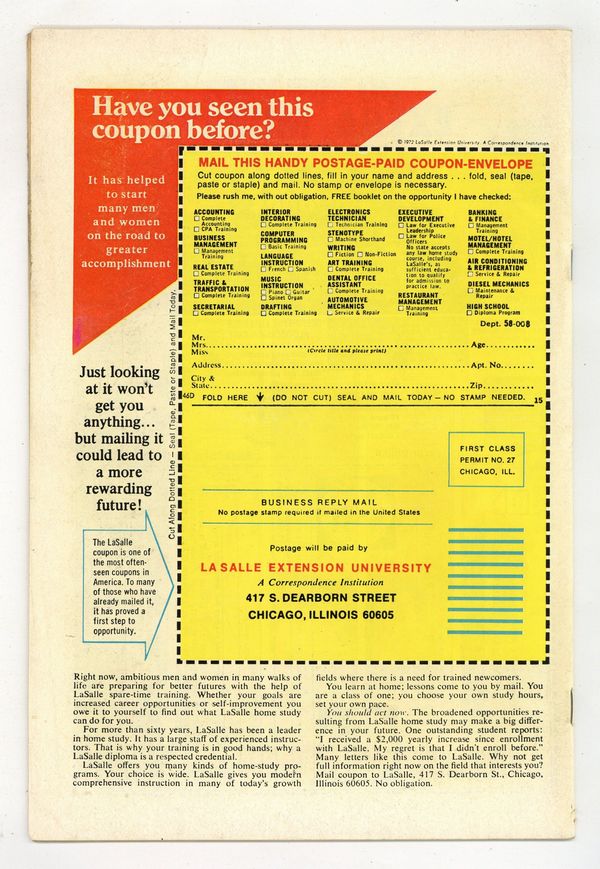 Have you seen this
coupon before?
© 1972 LaSalle Extension University, A Correspondence Institution
It has helped
to start
many men
and women
on the road to
greater
accomplishment
MAIL THIS HANDY POSTAGE-PAID COUPON-ENVELOPE
Cut coupon along dotted lines, fill in your name and address . . . fold, seal (tape,
paste or staple) and mail. No stamp or envelope is necessary.
Please rush me, with out obligation, FREE booklet on the opportunity I have checked:
ACCOUNTING
Complete
Accounting
CPA Training
BUSINESS
MANAGEMENT
Management
Training
REAL ESTATE
Complete Training
TRAFFIC &
TRANSPORTATION
Complete Training
SECRETARIAL
Complete Training
INTERIOR
DECORATING
Complete Training
COMPUTER
PROGRAMMING
Basic Training
LANGUAGE
INSTRUCTION
French Spanish
MUSIC
INSTRUCTION
Piano Guitar
Spinet Organ
DRAFTING
Complete Training
ELECTRONICS
TECHNICIAN
Technician Training
STENOTYPE
Machine Shorthand
WRITING
Fiction Non-Fiction
ART TRAINING
Complete Training
DENTAL OFFICE
ASSISTANT
Complete Training
AUTOMOTIVE
MECHANICS
Service & Repair
EXECUTIVE
DEVELOPMENT
Law for Executive
Leadership
Law for Police
Officers
No state accepts
any law home study
course, including
LaSalle's, as
sufficient educa-
tion to qualify
for admission to
practice law.
RESTAURANT
MANAGEMENT
Management
Training
BANKING
& FINANCE
Management
Training
MOTEL/HOTEL
MANAGEMENT
Complete Training
AIR CONDITIONING
& REFRIGERATION
Service & Repair
DIESEL MECHANICS
Maintenance &
Repair
HIGH SCHOOL
Diploma Program
Dept. 58-008
Mr.
Mrs. Age
Miss (Circle title and please print)
Address Apt. No.
City &
State Zip
46D FOLD HERE (DO NOT CUT) SEAL AND MAIL TODAY – NO STAMP NEEDED. 15
Cut Along Dotted Line — Seal (Tape, Paste or Staple) and Mail Today.
Just looking
at it won't
get you
anything...
but mailing it
could lead to
a more
rewarding
future!
The LaSalle
coupon is one of
the most often-
seen coupons in
America. To many
of those who have
already mailed it,
it has proved a
first step to
opportunity.
FIRST CLASS
PERMIT NO. 27
CHICAGO, ILL.
BUSINESS REPLY MAIL
No postage stamp required if mailed in the United States
Postage will be paid by
LA SALLE EXTENSION UNIVERSITY
A Correspondence Institution
417 S. DEARBORN STREET
CHICAGO, ILLINOIS 60605
Right now, ambitious men and women in many walks of
life are preparing for better futures with the help of
LaSalle spare-time training. Whether your goals are
increased career opportunities or self-improvement you
owe it to yourself to find out what LaSalle home study
can do for you.
For more than sixty years, LaSalle has been a leader
in home study. It has a large staff of experienced instruc-
tors. That is why your training is in good hands; why a
LaSalle diploma is a respected credential.
LaSalle offers you many kinds of home-study pro-
grams. Your choice is wide. LaSalle gives you modern
comprehensive instruction in many of today's growth
fields where there is a need for trained newcomers.
You learn at home; lessons come to you by mail. You
are a class of one; you choose your own study hours,
set your own pace.
You should act now. The broadened opportunities re-
sulting from LaSalle home study may make a big differ-
ence in your future. One outstanding student reports:
"I received a $2,000 yearly increase since enrollment
with LaSalle. My regret is that I didn't enroll before."
Many letters like this come to LaSalle. Why not get
full information right now on the field that interests you?
Mail coupon to LaSalle, 417 S. Dearborn St., Chicago,
Illinois 60605. No obligation.